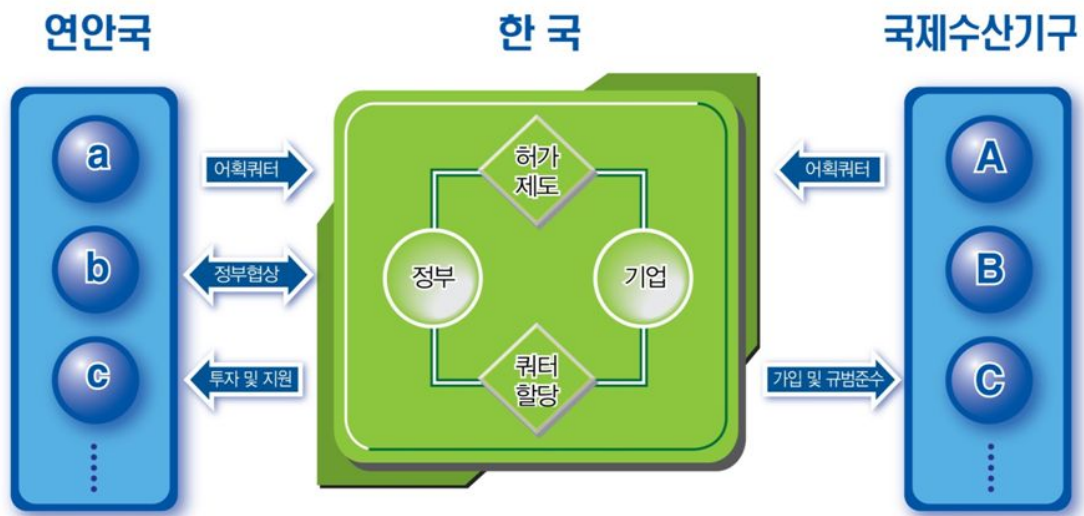 연안국
한 국
국제수산기구
a
어획쿼터
허가
제도
어획쿼터
A
b
정부협상
정부
기업
B
c
투자 및 지원
쿼터
할당
가입 및 규범준수
C